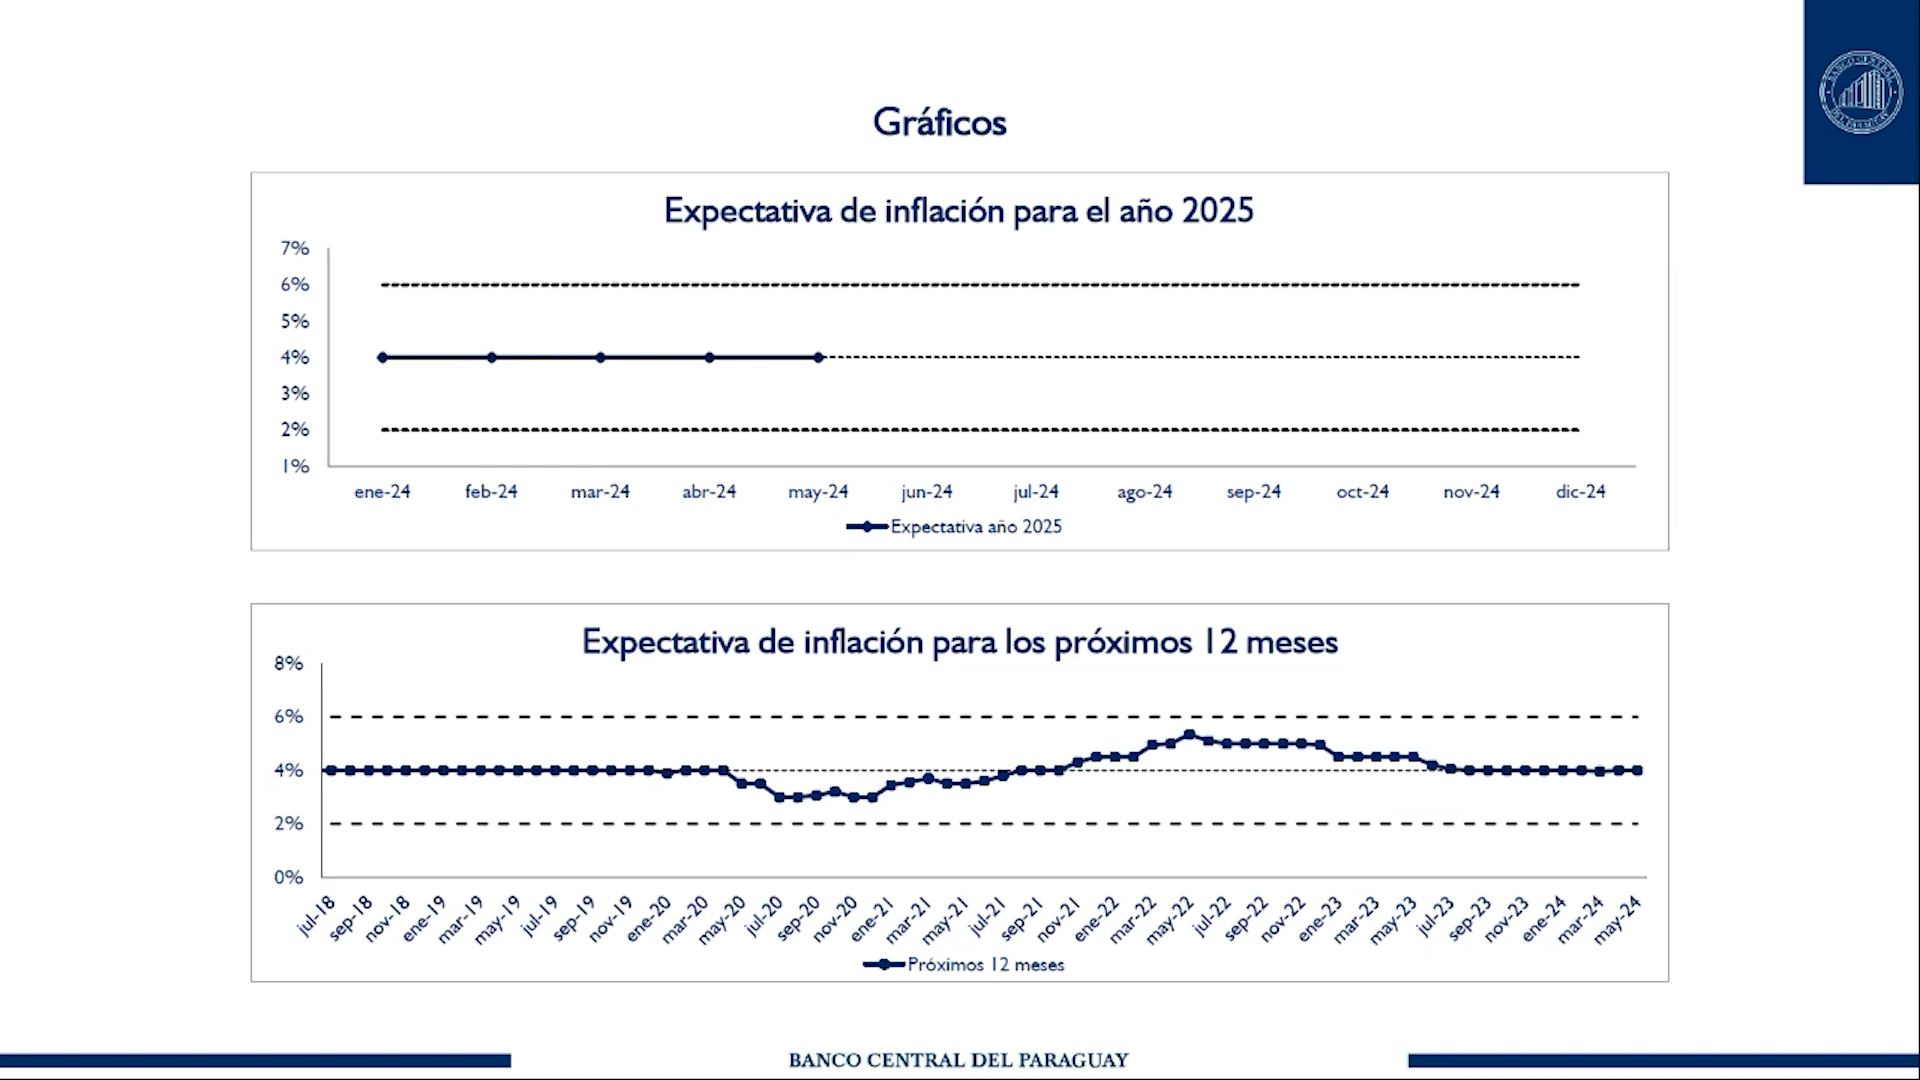 BANCO CENTRAL
DEL PARAGUAY
Gráficos
Expectativa de inflación para el año 2025
7%
6%
5%
4%
3%
2%
1%
ene-24 feb-24 mar-24 abr-24 may-24 jun-24 jul-24 ago-24 sep-24 oct-24 nov-24 dic-24
Expectativa año 2025
Expectativa de inflación para los próximos 12 meses
8%
6%
4%
2%
0%
jul-18 sep-18 nov-18 ene-19 mar-19 may-19 jul-19 sep-19 nov-19 ene-20 mar-20 may-20 jul-20 sep-20 nov-20 ene-21 mar-21 may-21 jul-21 sep-21 nov-21 ene-22 mar-22 may-22 jul-22 sep-22 nov-22 ene-23 mar-23 may-23 jul-23 sep-23 nov-23 ene-24 mar-24 may-24
Próximos 12 meses
BANCO CENTRAL DEL PARAGUAY